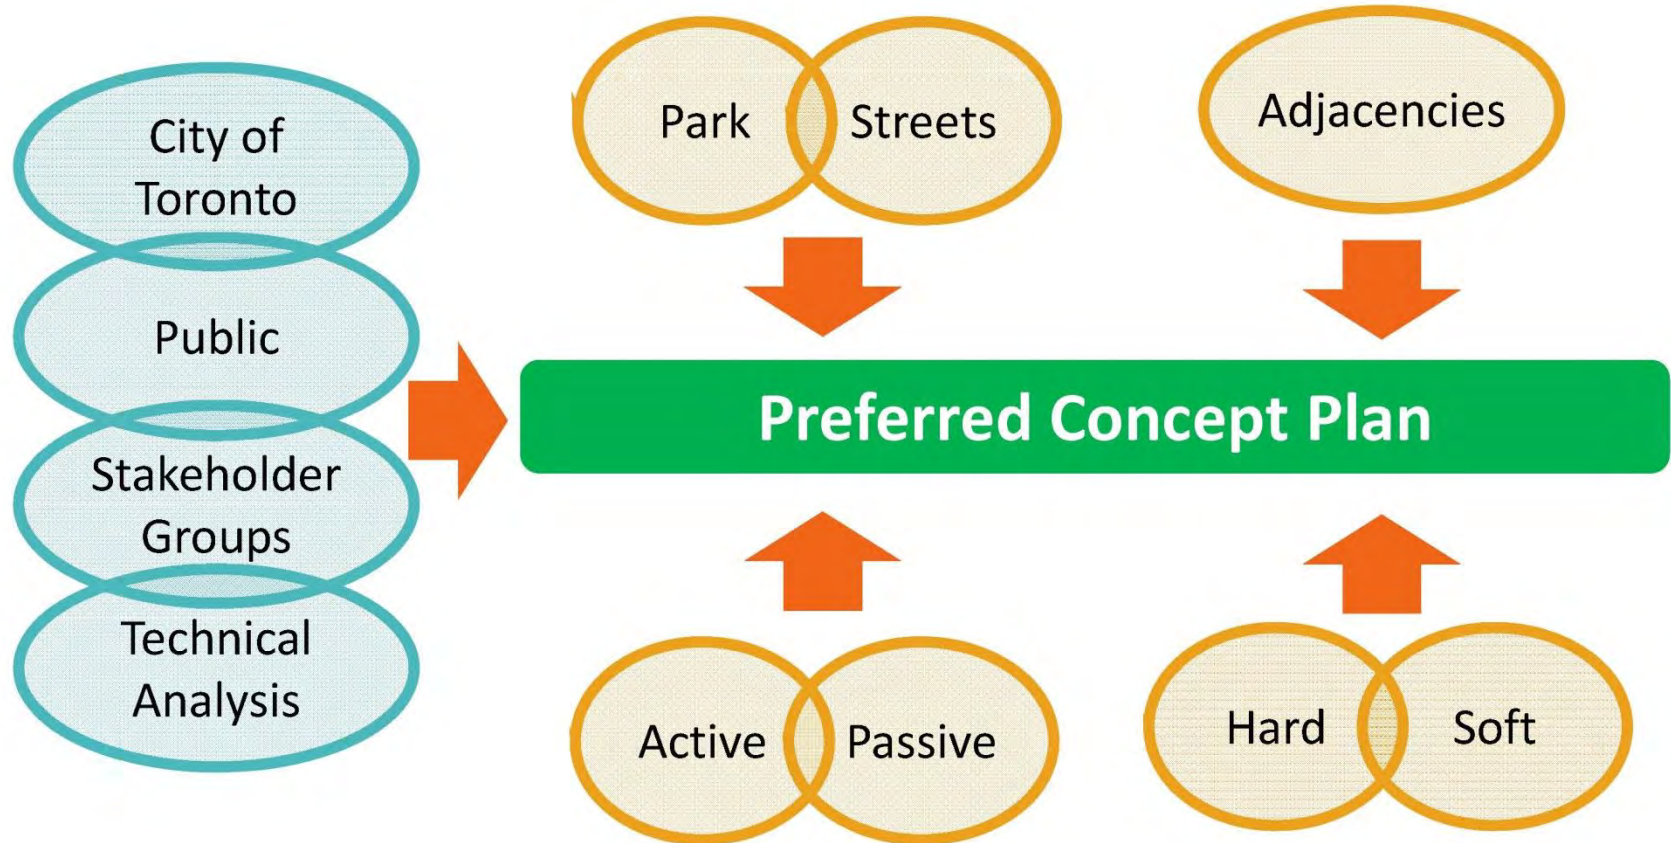 City of
Toronto
Public
Stakeholder
Groups
Technical
Analysis
Park
Streets
Adjacencies
Preferred Concept Plan
Active
Passive
Hard
Soft